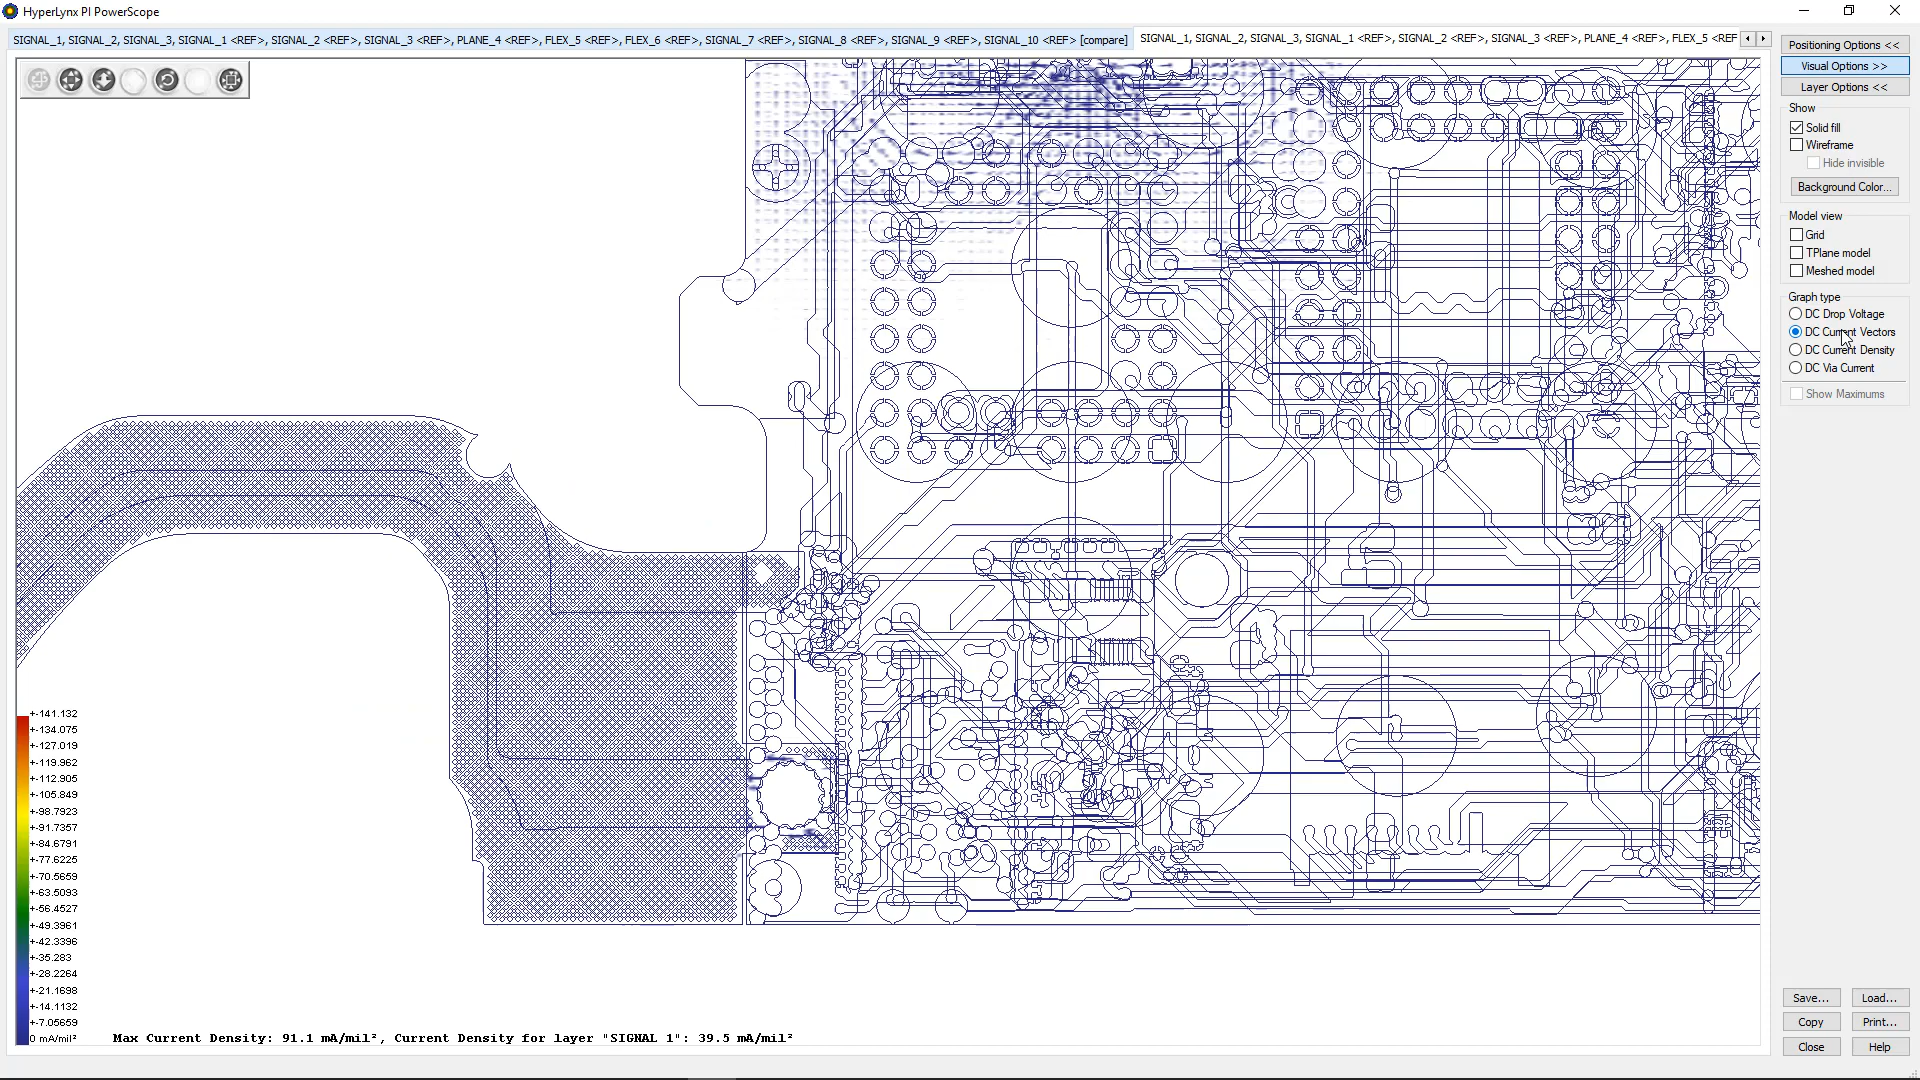 HyperLynx PI PowerScope
SIGNAL_1, SIGNAL_2, SIGNAL_3, SIGNAL_1 <REF>, SIGNAL_2 <REF>, SIGNAL_3 <REF>, PLANE_4 <REF>, FLEX_5 <REF>, FLEX_6 <REF>, SIGNAL_7 <REF>, SIGNAL_8 <REF>, SIGNAL_9 <REF>, SIGNAL_10 <REF> [compare]
SIGNAL_1, SIGNAL_2, SIGNAL_3, SIGNAL_1 <REF>, SIGNAL_2 <REF>, SIGNAL_3 <REF>, PLANE_4 <REF>, FLEX_5 <REF
Positioning Options <<
Visual Options >>
Layer Options <<
Show
Solid fill
Wireframe
Hide invisible
Background Color...
Model view
Grid
TPlane model
Meshed model
Graph type
DC Drop Voltage
DC Current Vectors
DC Current Density
DC Via Current
Show Maximums
+-141.132
+-134.075
+-127.019
+-119.962
+-112.905
+-105.849
+-98.7923
+-91.7357
+-84.6791
+-77.6225
+-70.5659
+-63.5093
+-56.4527
+-49.3961
+-42.3396
+-35.283
+-28.2264
+-21.1698
+-14.1132
+-7.05659
0 mA/mil²
Max Current Density: 91.1 mA/mil², Current Density for layer "SIGNAL 1": 39.5 mA/mil²
Save...
Load...
Copy
Print...
Close
Help